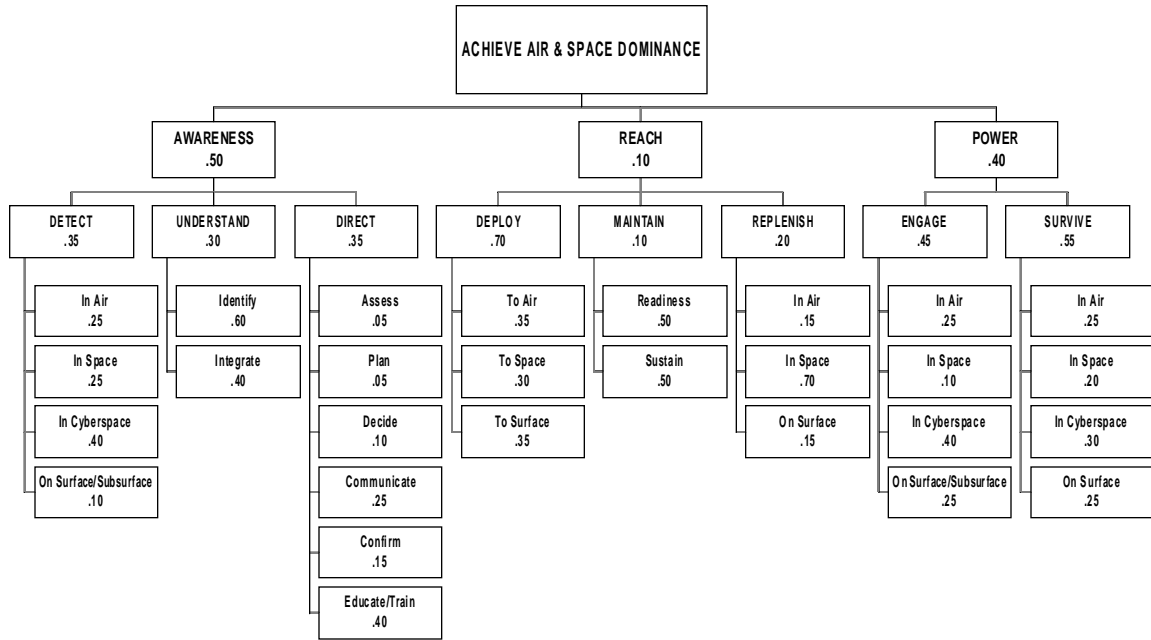 ACHIEVE AIR & SPACE DOMINANCE
AWARENESS
.50
REACH
.10
POWER
.40
DETECT
.35
UNDERSTAND
.30
DIRECT
.35
DEPLOY
.70
MAINTAIN
.10
REPLENISH
.20
ENGAGE
.45
SURVIVE
.55
In Air
.25
In Space
.25
In Cyberspace
.40
On Surface/Subsurface
.10
Identify
.60
Integrate
.40
Assess
.05
Plan
.05
Decide
.10
Communicate
.25
Confirm
.15
Educate/Train
.40
To Air
.35
To Space
.30
To Surface
.35
Readiness
.50
Sustain
.50
In Air
.15
In Space
.70
On Surface
.15
In Air
.25
In Space
.10
In Cyberspace
.40
On Surface/Subsurface
.25
In Air
.25
In Space
.20
In Cyberspace
.30
On Surface
.25